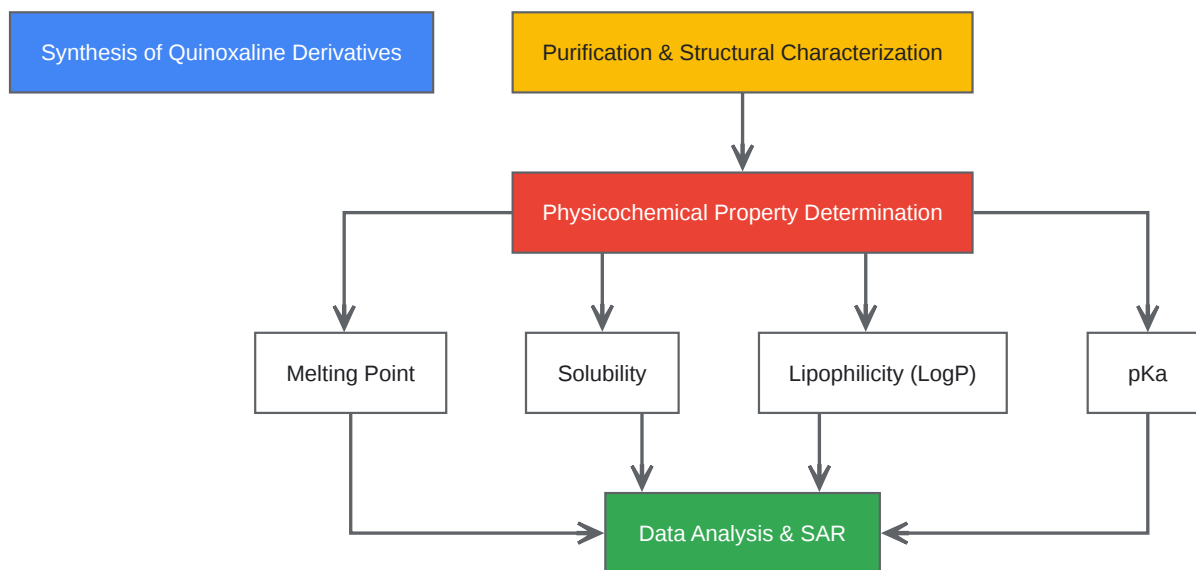 Synthesis of Quinoxaline Derivatives
Purification & Structural Characterization
Physicochemical Property Determination
Melting Point
Solubility
Lipophilicity (LogP)
pKa
Data Analysis & SAR